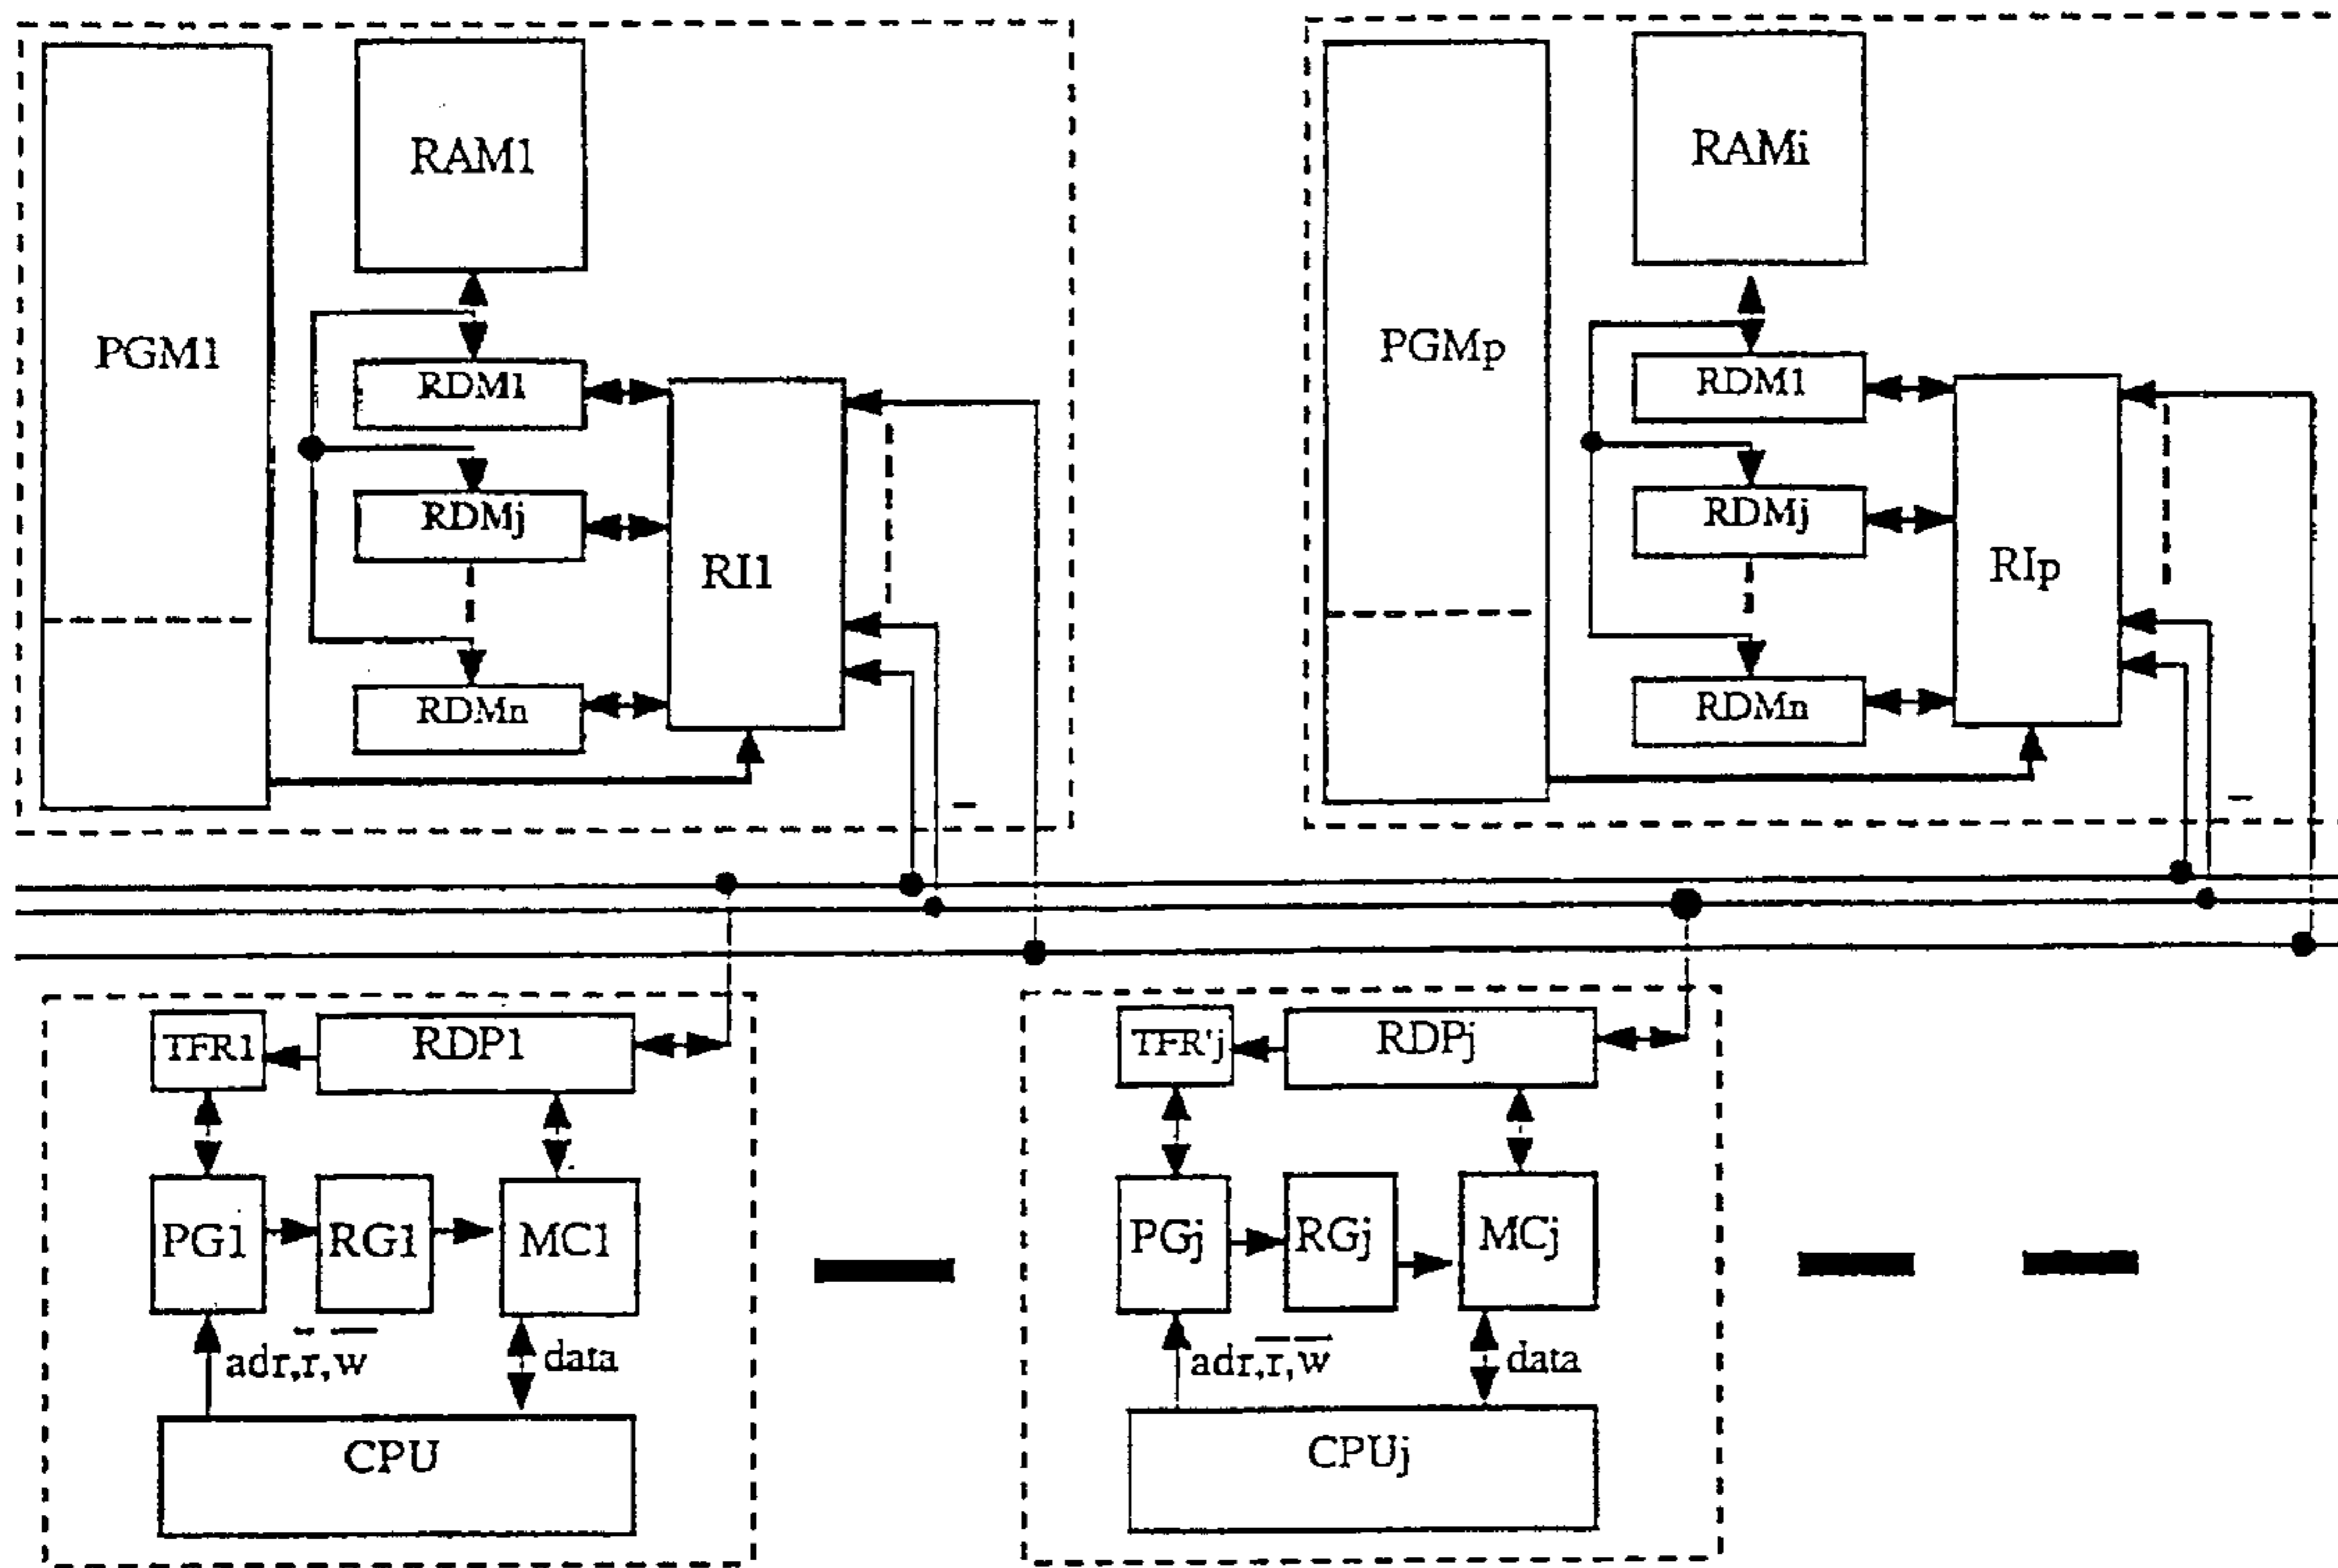 RAM1
PGM1
RDM1
RDMj
RI1
RDMn
RAMi
PGMp
RDM1
RDMj
RIp
RDMn
TFR1
RDP1
PG1
RG1
MC1
adr,r̅,w̅
data
CPU
TFR'j
RDPj
PGj
RGj
MCj
adr,r̅,w̅
data
CPUj